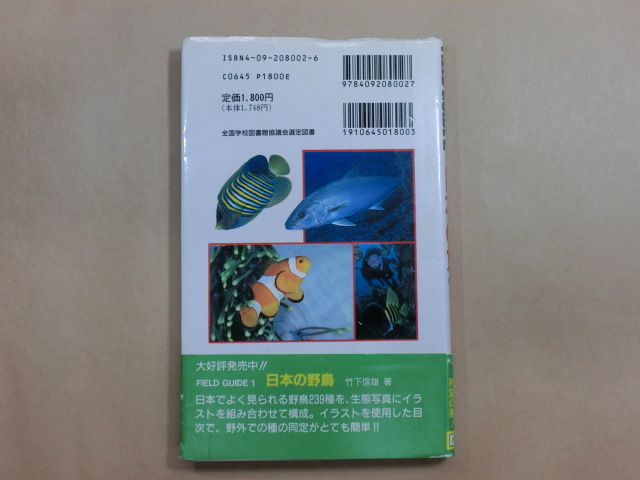 ISBN4-09-208002-6
C0645 P1800E
定価1,800円
(本体1,748円)
全国学校図書館協議会選定図書
9784092080027
1910645018003
大好評発売中!!
FIELD GUIDE 1 日本の野鳥 竹下信雄 著
日本でよく見られる野鳥239種を、生態写真にイラ
ストを組み合わせて構成。イラストを使用した目
次で、野外での種の同定がとても簡単!!